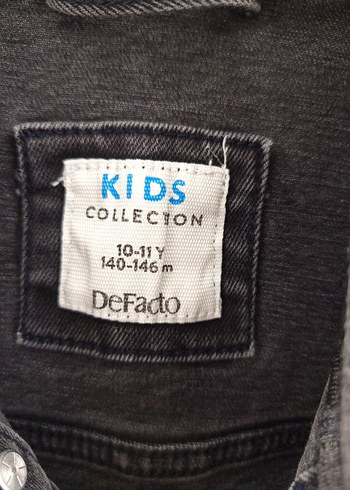 KIDS
COLLECTION
10-11 Y
140-146 m
DeFacto